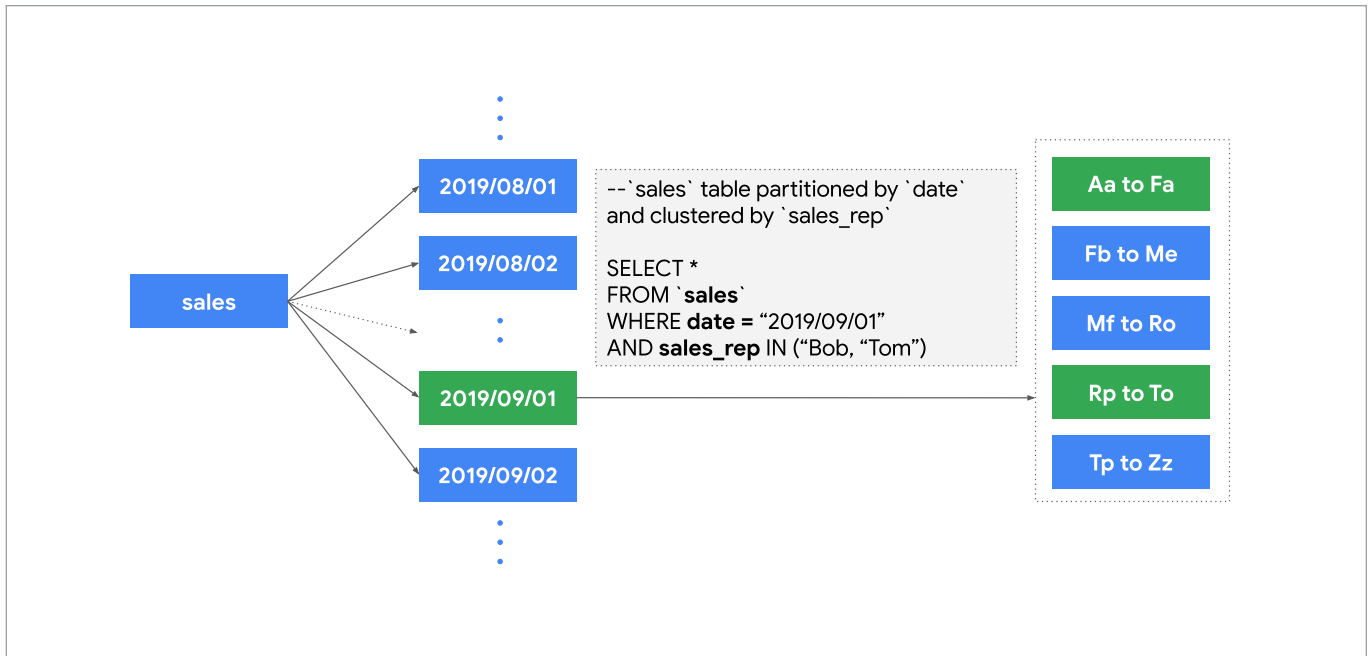 sales
2019/08/01
2019/08/02
2019/09/01
2019/09/02
--`sales` table partitioned by `date`
and clustered by `sales_rep`
SELECT *
FROM `sales`
WHERE date = “2019/09/01”
AND sales_rep IN (“Bob, “Tom”)
Aa to Fa
Fb to Me
Mf to Ro
Rp to To
Tp to Zz